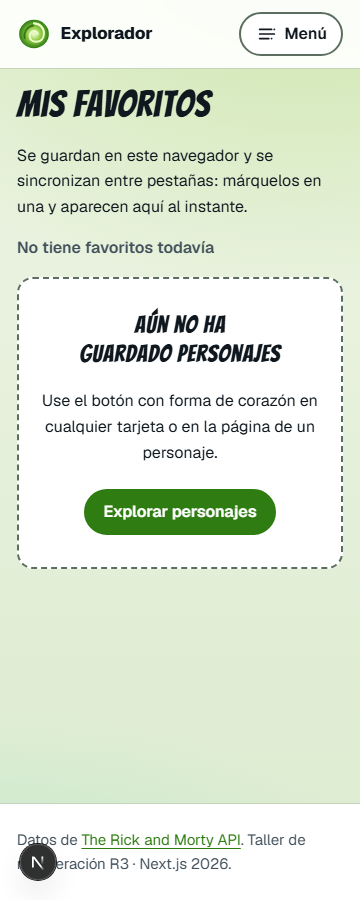 Explorador
Menú
MIS FAVORITOS
Se guardan en este navegador y se
sincronizan entre pestañas: márquelos en
una y aparecen aquí al instante.
No tiene favoritos todavía
AÚN NO HA
GUARDADO PERSONAJES
Use el botón con forma de corazón en
cualquier tarjeta o en la página de un
personaje.
Explorar personajes
Datos de The Rick and Morty API. Taller de
N
R3 · Next.js 2026.